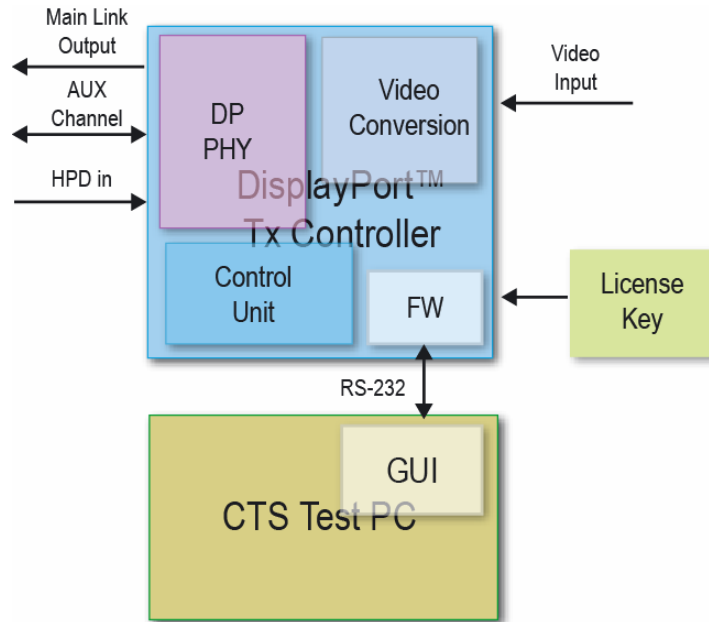 Main Link
Output
AUX
Channel
HPD in
DP
PHY
Video
Conversion
Video
Input
DisplayPort™
Tx Controller
Control
Unit
FW
License
Key
RS-232
GUI
CTS Test PC